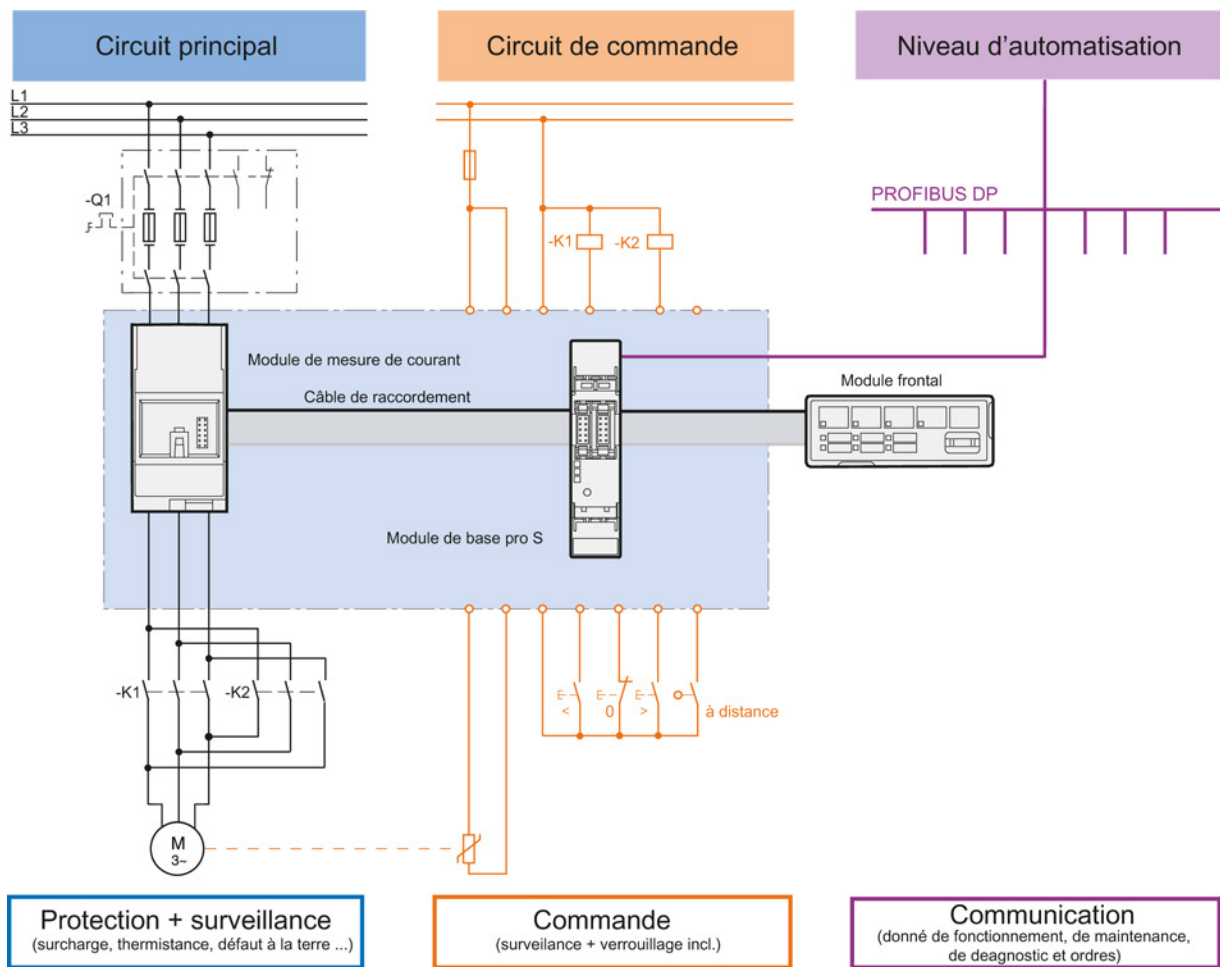 Circuit principal
Circuit de commande
Niveau d'automatisation
L1
L2
L3
-Q1
-K1
-K2
PROFIBUS DP
Module de mesure de courant
Câble de raccordement
Module frontal
Module de base pro S
-K1
-K2
<
0
>
à distance
M
3~
Protection + surveillance
(surcharge, thermistance, défaut à la terre ...)
Commande
(surveilance + verrouillage incl.)
Communication
(donné de fonctionnement, de maintenance,
de deagnostic et ordres)